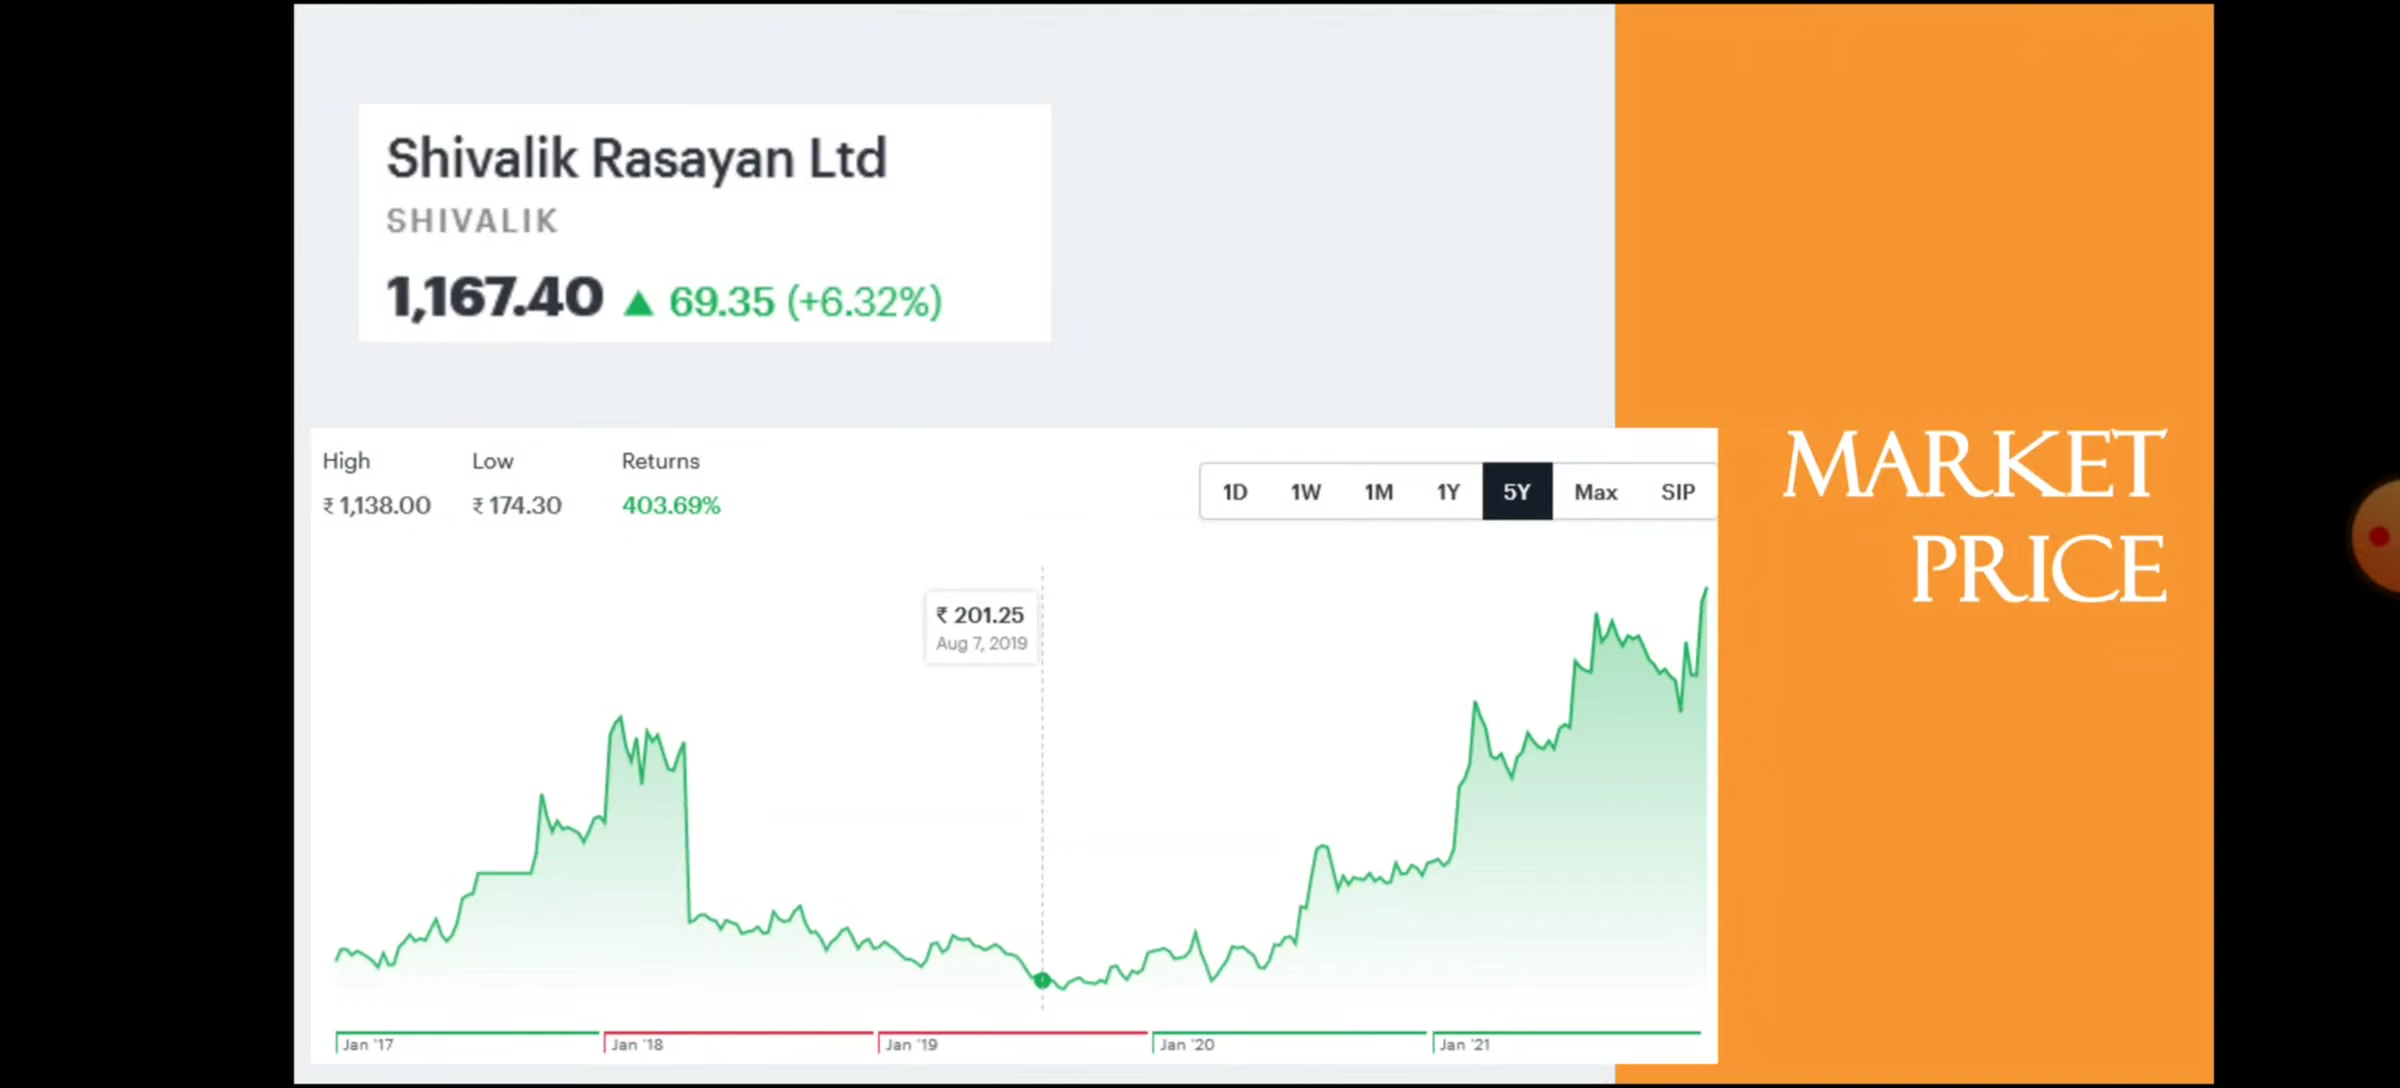 Shivalik Rasayan Ltd
SHIVALIK
1,167.40 ▲ 69.35 (+6.32%)
MARKET
PRICE
High Low Returns
₹ 1,138.00 ₹ 174.30 403.69%
1D 1W 1M 1Y 5Y Max SIP
₹ 201.25
Aug 7, 2019
Jan '17 Jan '18 Jan '19 Jan '20 Jan '21